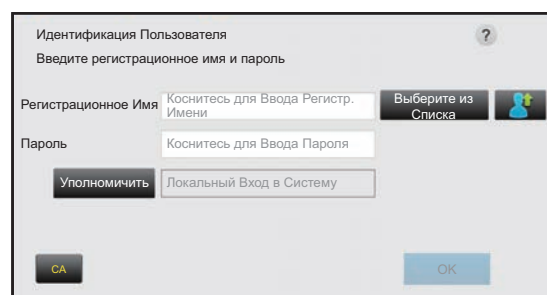 Идентификация Пользователя
?
Введите регистрационное имя и пароль
Регистрационное Имя
Коснитесь для Ввода Регистр.
Имени
Выберите из
Списка
Пароль
Коснитесь для Ввода Пароля
Уполномичить
Локальный Вход в Систему
CA
OK